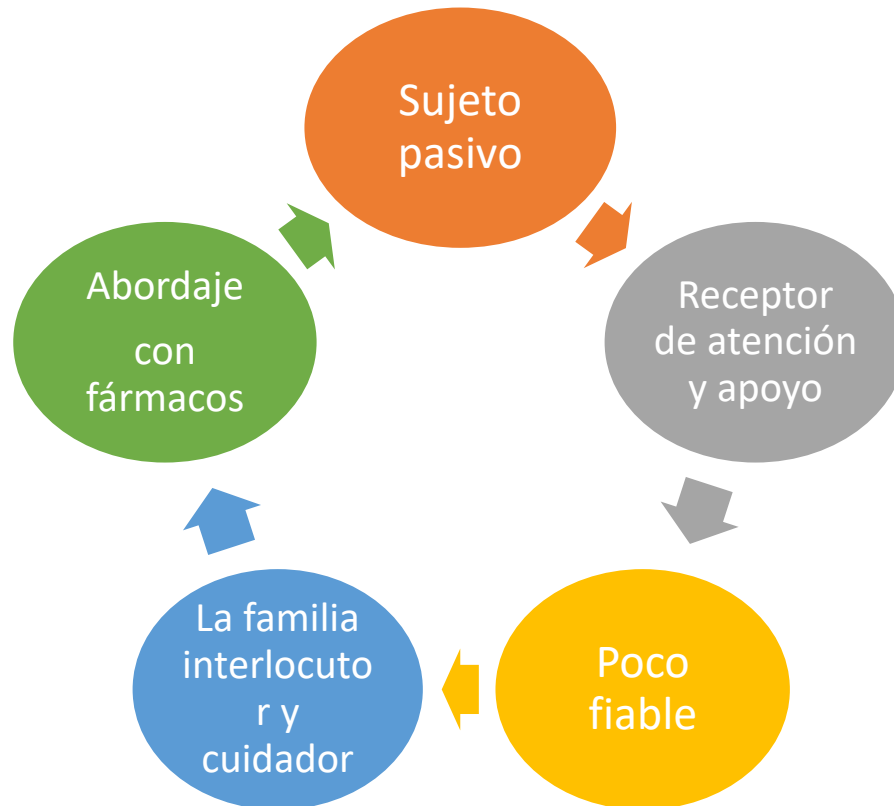 Sujeto
pasivo
Receptor
de atención
y apoyo
Poco
fiable
La familia
interlocuto
r y
cuidador
Abordaje
con
fármacos